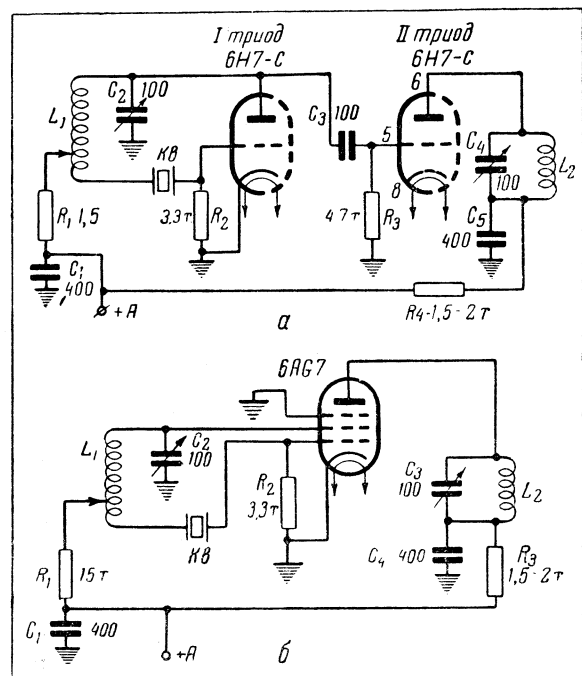 I триод
6Н7-С
II триод
6Н7-С
C₂ 100
L₁
КВ
R₁ 1,5
R₂
3,3т
C₁
400
+А
C₃ 100
5
6
8
R₃
4.7т
C₄
100
L₂
C₅
400
R₄-1,5-2т
а
6AG7
L₁
C₂
100
КВ
R₂
3,3т
R₁ 15т
C₁ 400
+А
C₃
100
L₂
C₄ 400
R₃
1,5-2т
б